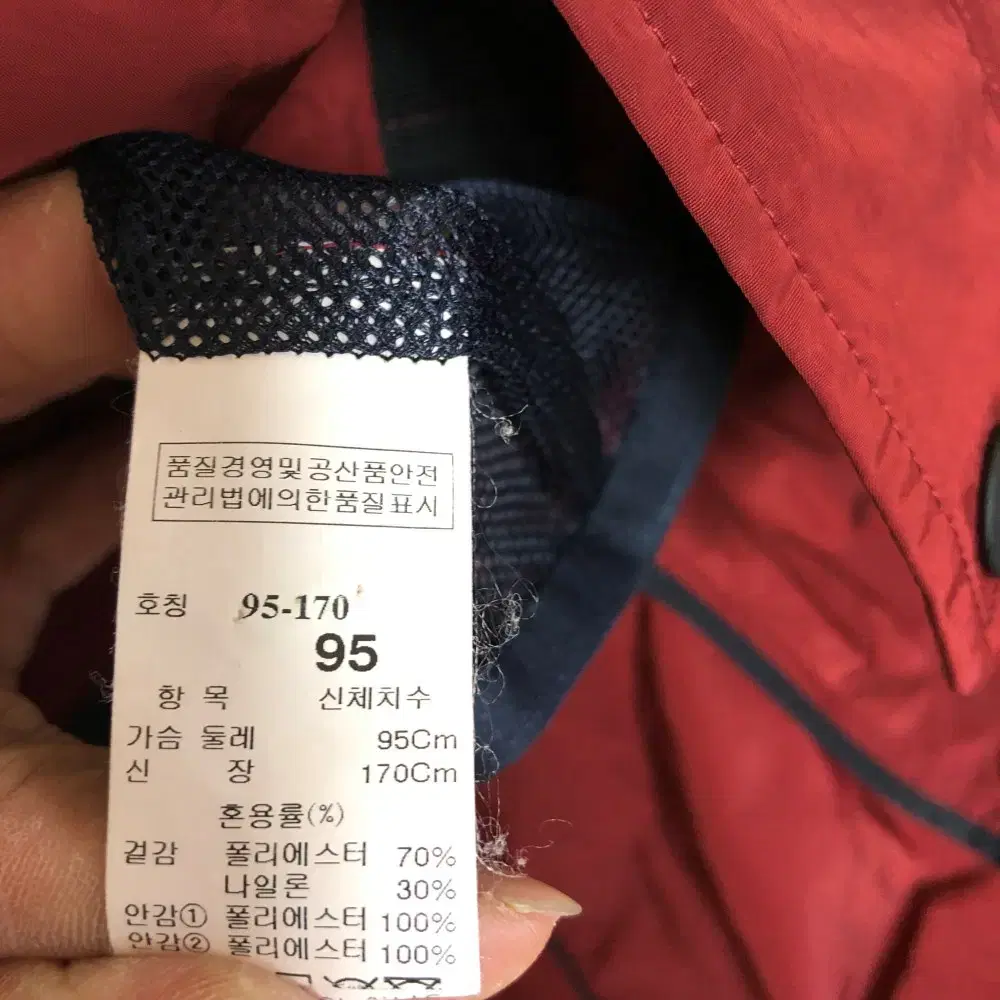 품질경영및공산품안전
관리법에의한품질표시
호칭 95-170
95
항 목 신체치수
가슴 둘레 95Cm
신 장 170Cm
혼용률(%)
겉감 폴리에스터 70%
나일론 30%
안감① 폴리에스터 100%
안감② 폴리에스터 100%